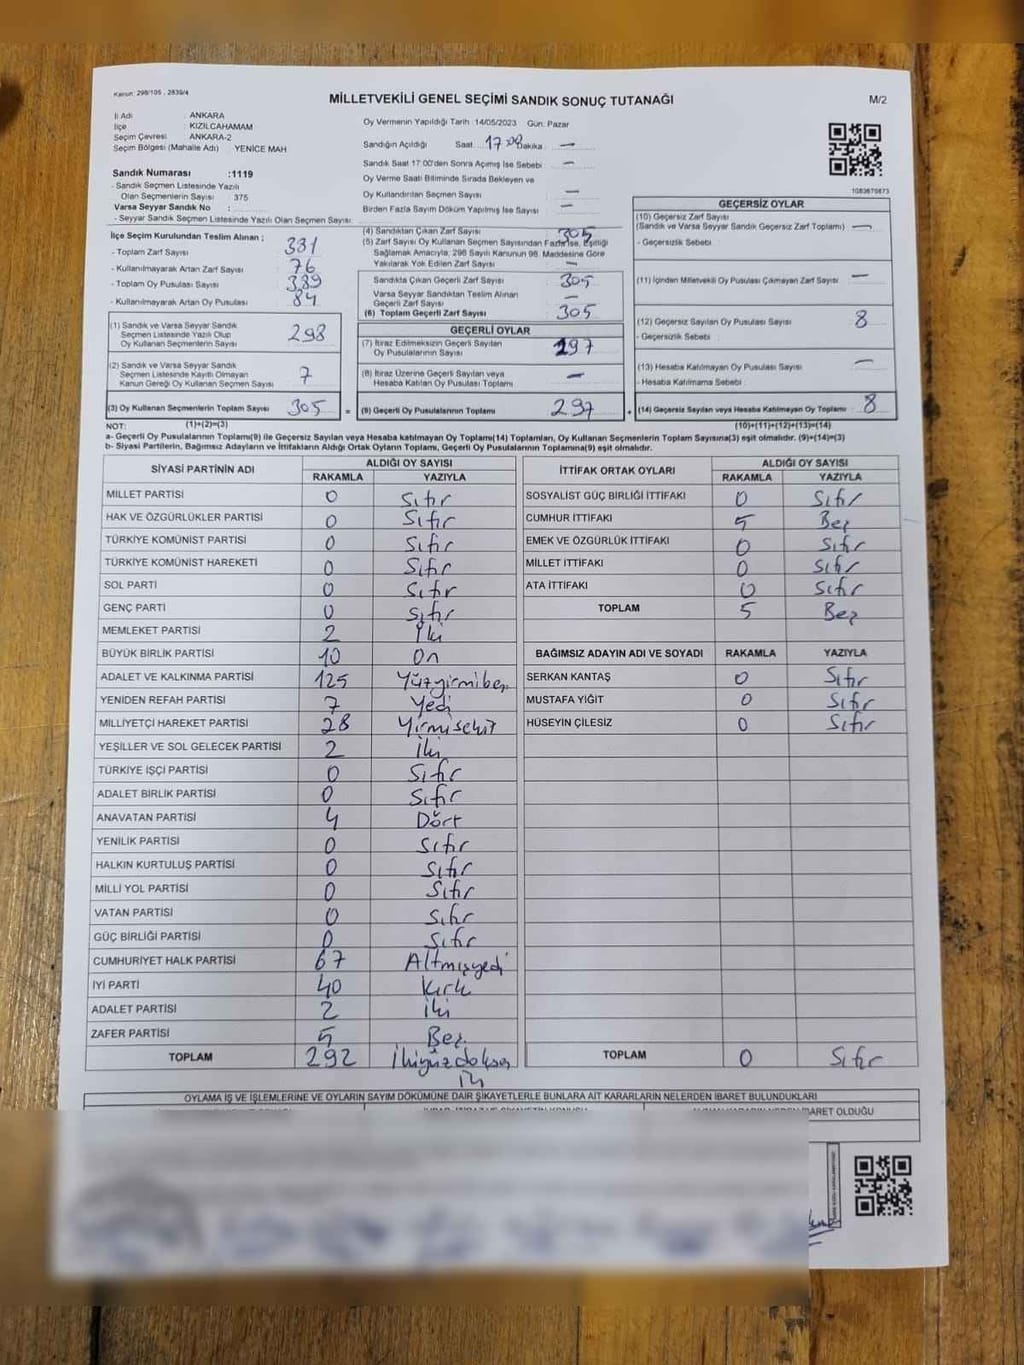 Kanun: 298/105 , 2839/4
MİLLETVEKİLİ GENEL SEÇİMİ SANDIK SONUÇ TUTANAĞI
M/2
İl Adı : ANKARA
İlçe : KIZILCAHAMAM
Seçim Çevresi : ANKARA-2
Seçim Bölgesi (Mahalle Adı) YENİCE MAH
Sandık Numarası :1119
- Sandık Seçmen Listesinde Yazılı
Olan Seçmenlerin Sayısı : 375
Varsa Seyyar Sandık No :
- Seyyar Sandık Seçmen Listesinde Yazılı Olan Seçmen Sayısı:
Oy Vermenin Yapıldığı Tarih :14/05/2023 Gün: Pazar
Sandığın Açıldığı Saat 17:00 Dakika : —
Sandık Saat 17:00'den Sonra Açımış İse Sebebi : —
Oy Verme Saati Bitiminde Sırada Bekleyen ve
Oy Kullandırılan Seçmen Sayısı : —
Birden Fazla Sayım Döküm Yapılmış İse Sayısı : —
1083670873
İlçe Seçim Kurulundan Teslim Alınan ;
- Toplam Zarf Sayısı : 381
- Kullanılmayarak Artan Zarf Sayısı : 76
- Toplam Oy Pusulası Sayısı : 389
- Kullanılmayarak Artan Oy Pusulası : 84
(1) Sandık ve Varsa Seyyar Sandık
Seçmen Listesinde Yazılı Olup
Oy Kullanan Seçmenlerin Sayısı : 298
(2) Sandık ve Varsa Seyyar Sandık
Seçmen Listesinde Kayıtlı Olmayan
Kanun Gereği Oy Kullanan Seçmen Sayısı : 7
(3) Oy Kullanan Seçmenlerin Toplam Sayısı : 305 =
(4) Sandıktan Çıkan Zarf Sayısı : 305
(5) Zarf Sayısı Oy Kullanan Seçmen Sayısından Fazla İse, Eşitliği
Sağlamak Amacıyla, 298 Sayılı Kanunun 98. Maddesine Göre
Yakılarak Yok Edilen Zarf Sayısı : —
Sandıkta Çıkan Geçerli Zarf Sayısı : 305
Varsa Seyyar Sandıktan Teslim Alınan
Geçerli Zarf Sayısı : —
(6) Toplam Geçerli Zarf Sayısı : 305
GEÇERLİ OYLAR
(7) İtiraz Edilmeksizin Geçerli Sayılan
Oy Pusulalarının Sayısı : 297
(8) İtiraz Üzerine Geçerli Sayılan veya
Hesaba Katılan Oy Pusulası Toplamı : —
(9) Geçerli Oy Pusulalarının Toplamı : 297 +
GEÇERSİZ OYLAR
(10) Geçersiz Zarf Sayısı
(Sandık ve Varsa Seyyar Sandık Geçersiz Zarf Toplamı) —
- Geçersizlik Sebebi :
(11) İçinden Milletvekili Oy Pusulası Çıkmayan Zarf Sayısı : —
(12) Geçersiz Sayılan Oy Pusulası Sayısı : 8
- Geçersizlik Sebebi :
(13) Hesaba Katılmayan Oy Pusulası Sayısı : —
- Hesaba Katılmama Sebebi :
(14) Geçersiz Sayılan veya Hesaba Katılmayan Oy Toplamı : 8
NOT: (1)+(2)=(3) (10)+(11)+(12)+(13)=(14)
a- Geçerli Oy Pusulalarının Toplamı(9) ile Geçersiz Sayılan veya Hesaba katılmayan Oy Toplamı(14) Toplamları, Oy Kullanan Seçmenlerin Toplam Sayısına(3) eşit olmalıdır. (9)+(14)=(3)
b- Siyasi Partilerin, Bağımsız Adayların ve İttifakların Aldığı Ortak Oyların Toplamı, Geçerli Oy Pusulalarının Toplamına(9) eşit olmalıdır.
SİYASİ PARTİNİN ADI ALDIĞI OY SAYISI
RAKAMLA YAZIYLA
MİLLET PARTİSİ 0 Sıfır
HAK VE ÖZGÜRLÜKLER PARTİSİ 0 Sıfır
TÜRKİYE KOMÜNİST PARTİSİ 0 Sıfır
TÜRKİYE KOMÜNİST HAREKETİ 0 Sıfır
SOL PARTİ 0 Sıfır
GENÇ PARTİ 0 Sıfır
MEMLEKET PARTİSİ 2 İki
BÜYÜK BİRLİK PARTİSİ 10 On
ADALET VE KALKINMA PARTİSİ 125 Yüzyirmibeş
YENİDEN REFAH PARTİSİ 7 Yedi
MİLLİYETÇİ HAREKET PARTİSİ 28 Yirmisekiz
YEŞİLLER VE SOL GELECEK PARTİSİ 2 İki
TÜRKİYE İŞÇİ PARTİSİ 0 Sıfır
ADALET BİRLİK PARTİSİ 0 Sıfır
ANAVATAN PARTİSİ 4 Dört
YENİLİK PARTİSİ 0 Sıfır
HALKIN KURTULUŞ PARTİSİ 0 Sıfır
MİLLİ YOL PARTİSİ 0 Sıfır
VATAN PARTİSİ 0 Sıfır
GÜÇ BİRLİĞİ PARTİSİ 0 Sıfır
CUMHURİYET HALK PARTİSİ 67 Altmışyedi
İYİ PARTİ 40 Kırk
ADALET PARTİSİ 2 İki
ZAFER PARTİSİ 5 Beş
TOPLAM 292 İkiyüzdoksan
iki
İTTİFAK ORTAK OYLARI ALDIĞI OY SAYISI
RAKAMLA YAZIYLA
SOSYALİST GÜÇ BİRLİĞİ İTTİFAKI 0 Sıfır
CUMHUR İTTİFAKI 5 Beş
EMEK VE ÖZGÜRLÜK İTTİFAKI 0 Sıfır
MİLLET İTTİFAKI 0 Sıfır
ATA İTTİFAKI 0 Sıfır
TOPLAM 5 Beş
BAĞIMSIZ ADAYIN ADI VE SOYADI RAKAMLA YAZIYLA
SERKAN KANTAŞ 0 Sıfır
MUSTAFA YİĞİT 0 Sıfır
HÜSEYİN ÇİLESİZ 0 Sıfır
TOPLAM 0 Sıfır
OYLAMA İŞ VE İŞLEMLERİNE VE OYLARIN SAYIM DÖKÜMÜNE DAİR ŞİKAYETLERLE BUNLARA AİT KARARLARIN NELERDEN İBARET BULUNDUKLARI
İBARET OLDUĞU